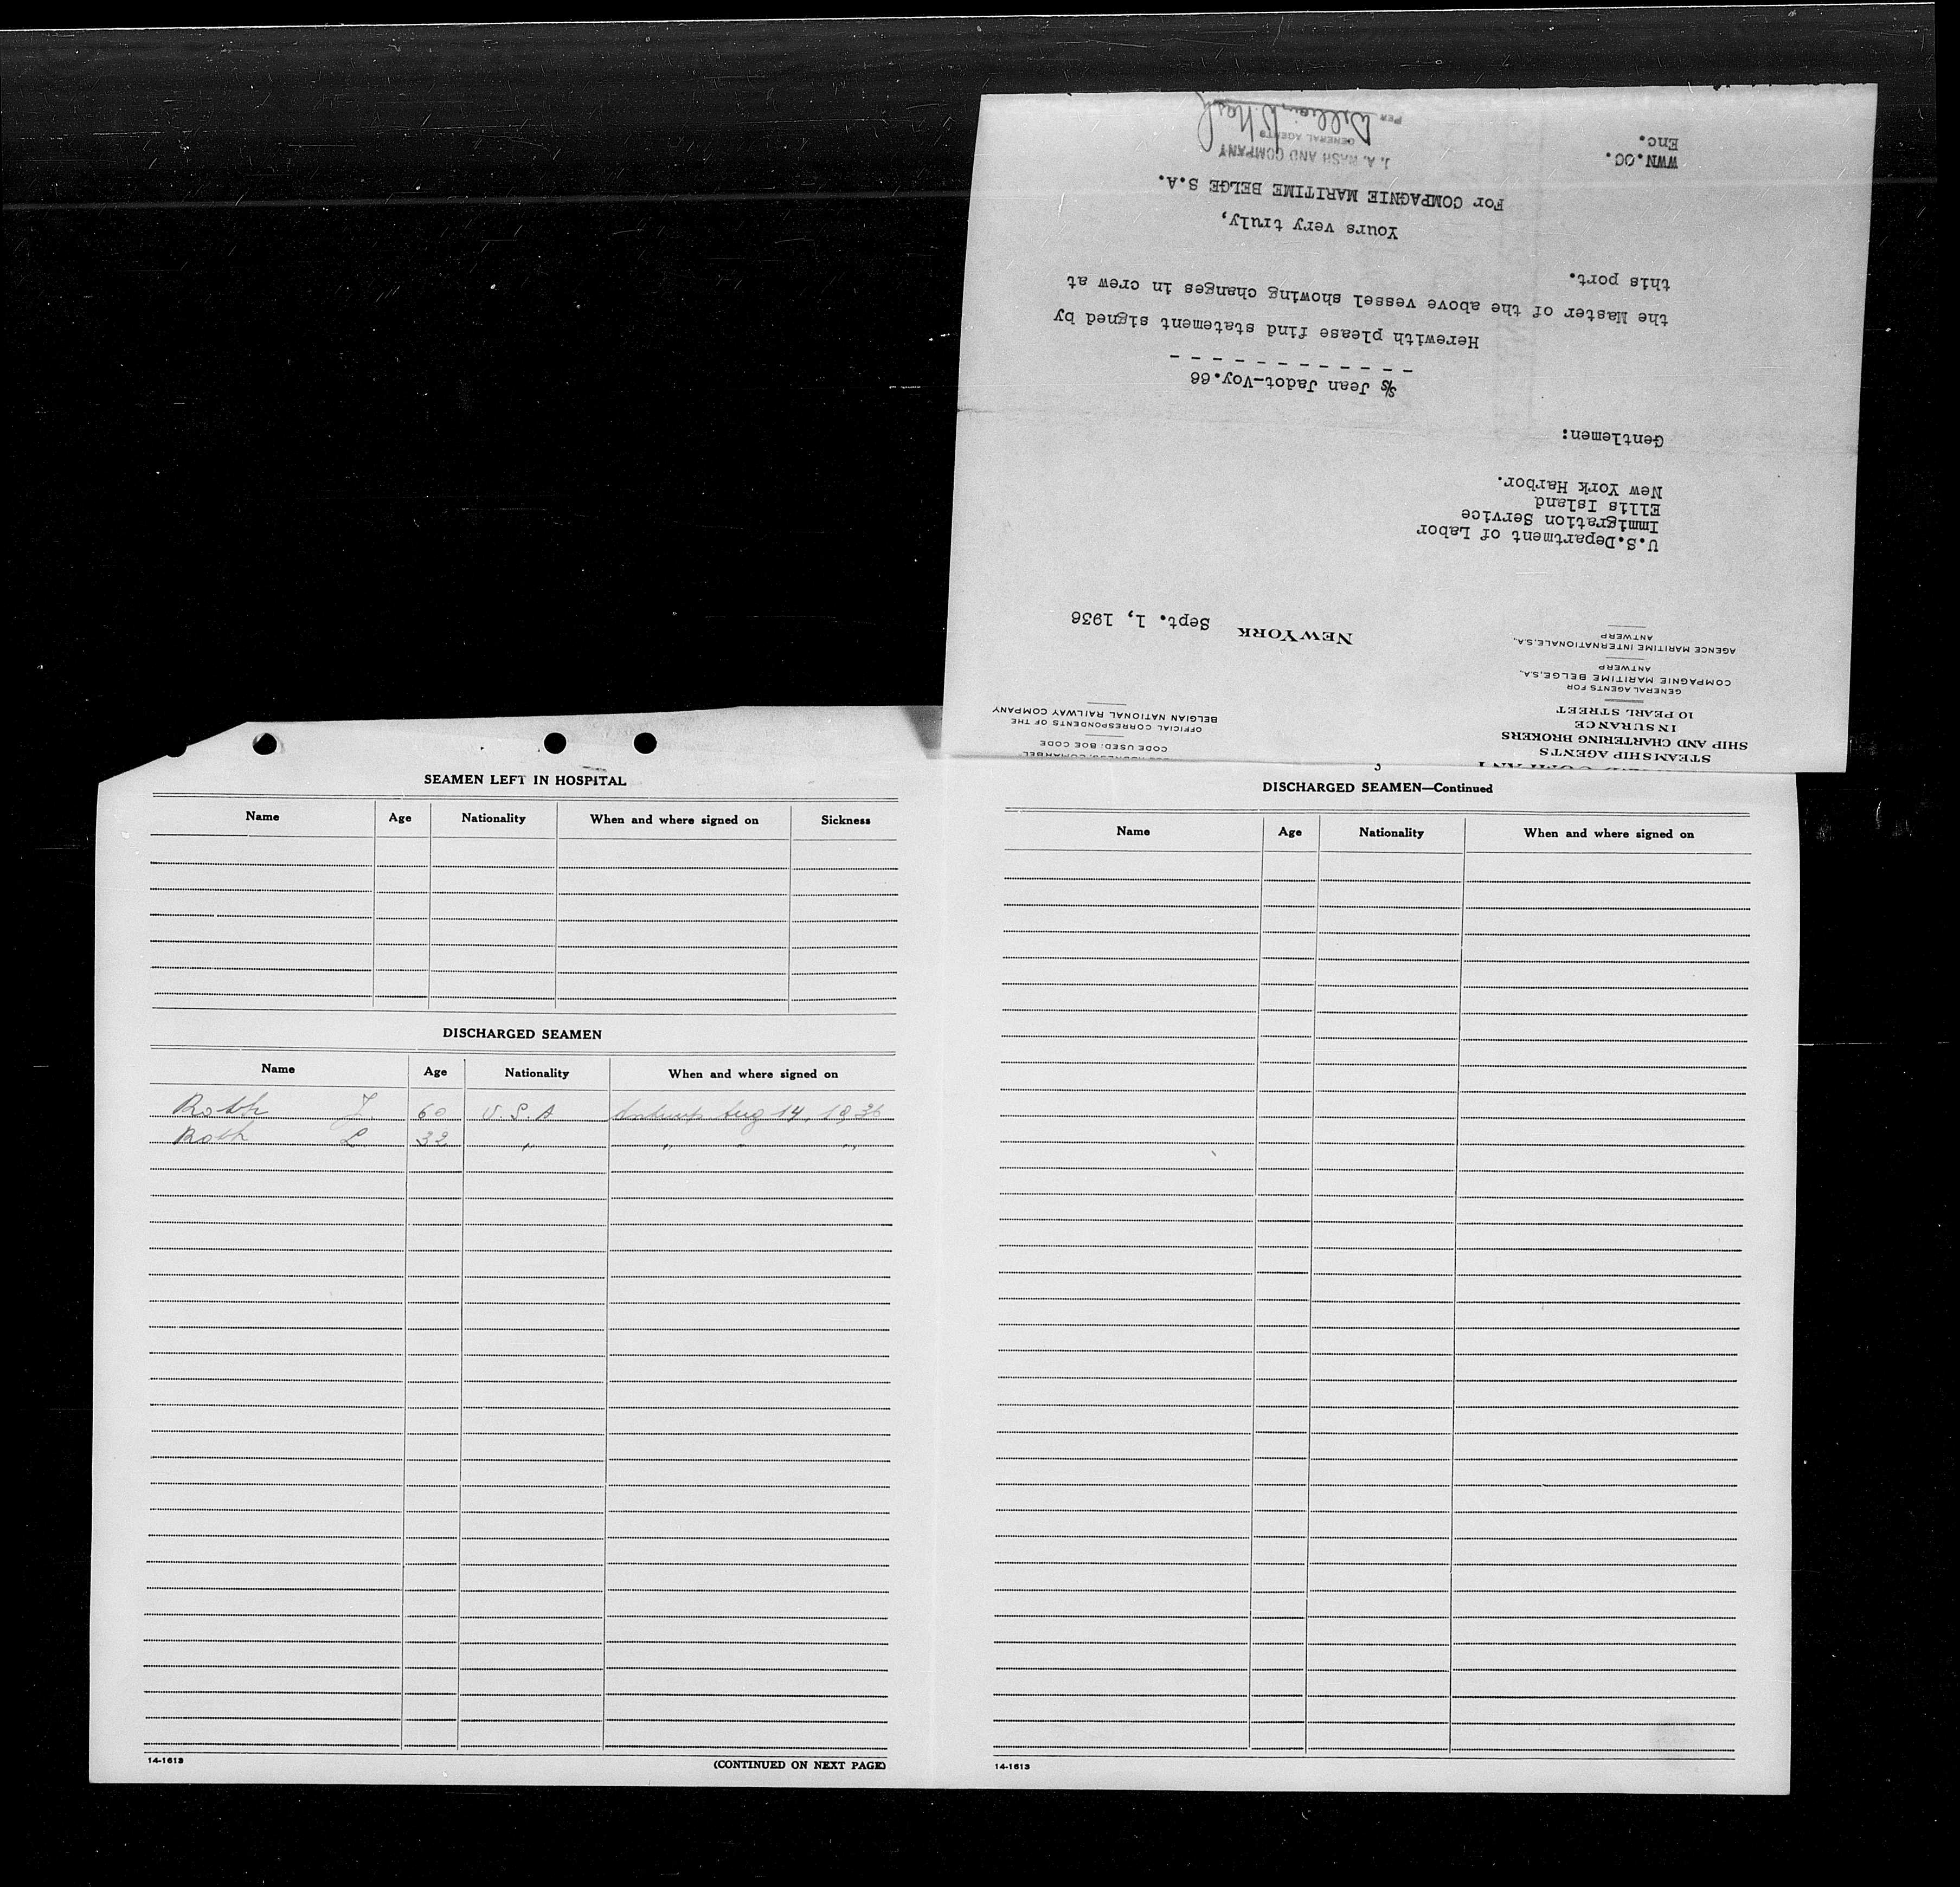 STEAMSHIP AGENTS
SHIP AND CHARTERING BROKERS
INSURANCE
10 PEARL STREET
GENERAL AGENTS FOR
COMPAGNIE MARITIME BELGE, S.A.
ANTWERP
AGENCE MARITIME INTERNATIONALE, S.A.
ANTWERP
CODE USED: BOE CODE
OFFICIAL CORRESPONDENTS OF THE
BELGIAN NATIONAL RAILWAY COMPANY
NEW YORK Sept. 1, 1936
U.S.Department of Labor
Immigration Service
Ellis Island
New York Harbor.
Gentlemen:
S/S Jean Jadot-Voy.66
- - - - - - - - - - - -
Herewith please find statement signed by
the Master of the above vessel showing changes in crew at
this port.
Yours very truly,
For COMPAGNIE MARITIME BELGE S.A.
J. A. NASH AND COMPANY
GENERAL AGENTS
PER William W Nash
WWN.OC.
Enc.
SEAMEN LEFT IN HOSPITAL
Name Age Nationality When and where signed on Sickness
DISCHARGED SEAMEN
Name Age Nationality When and where signed on
Roth J. 60 U.S.A Antwerp Aug 14, 1936
Roth L 32 " " " "
14-1613 (CONTINUED ON NEXT PAGE)
3
DISCHARGED SEAMEN—Continued
Name Age Nationality When and where signed on
14-1613